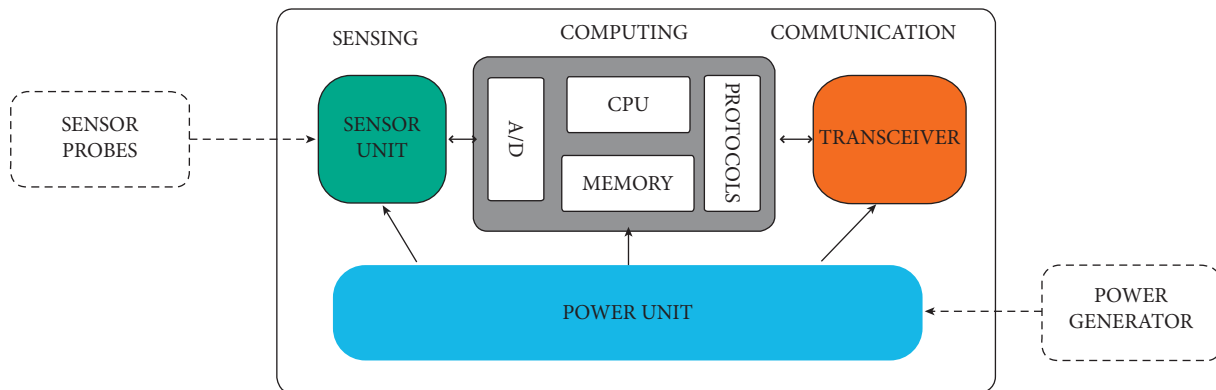 SENSING
COMPUTING
COMMUNICATION
SENSOR
PROBES
SENSOR
UNIT
A/D
CPU
MEMORY
PROTOCOLS
TRANSCEIVER
POWER UNIT
POWER
GENERATOR